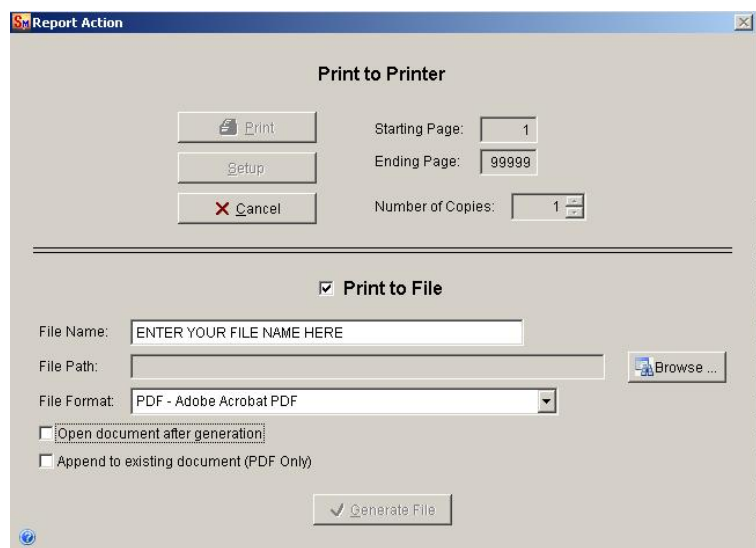 SM Report Action
Print to Printer
Print
Starting Page: 1
Setup
Ending Page: 99999
Cancel
Number of Copies: 1
Print to File
File Name: ENTER YOUR FILE NAME HERE
File Path:
Browse ...
File Format: PDF - Adobe Acrobat PDF
Open document after generation
Append to existing document (PDF Only)
Generate File
?